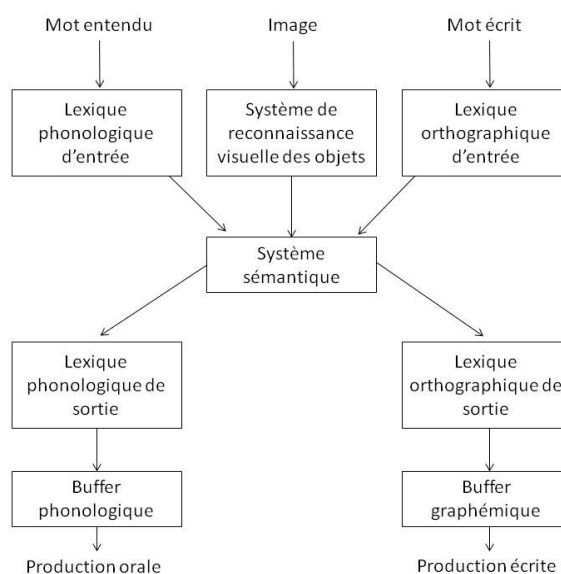 Mot entendu
Image
Mot écrit
Lexique
phonologique
d'entrée
Système de
reconnaissance
visuelle des objets
Lexique
orthographique
d'entrée
Système
sémantique
Lexique
phonologique de
sortie
Lexique
orthographique de
sortie
Buffer
phonologique
Buffer
graphémique
Production orale
Production écrite